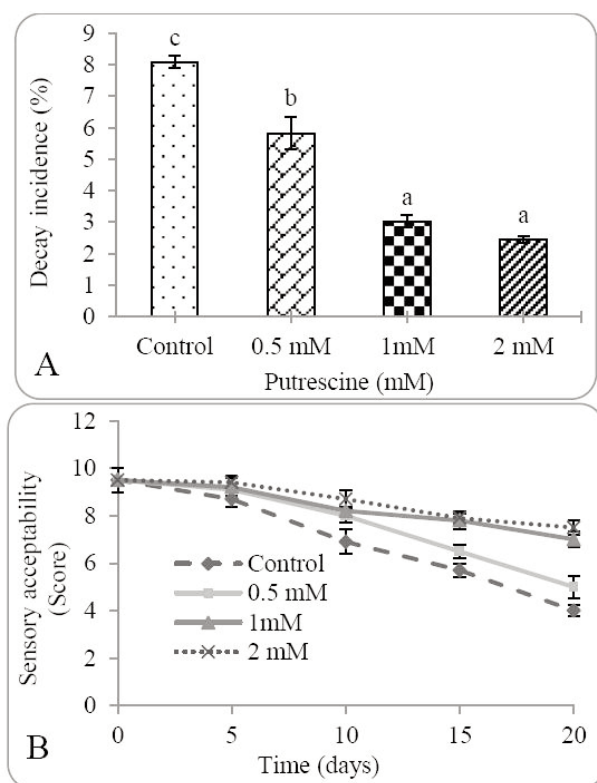 c
b
a
a
Decay incidence (%)
9
8
7
6
5
4
3
2
1
0
Control 0.5 mM 1mM 2 mM
Putrescine (mM)
A
Sensory acceptability
(Score)
12
10
8
6
4
2
0
Control
0.5 mM
1mM
2 mM
0 5 10 15 20
Time (days)
B